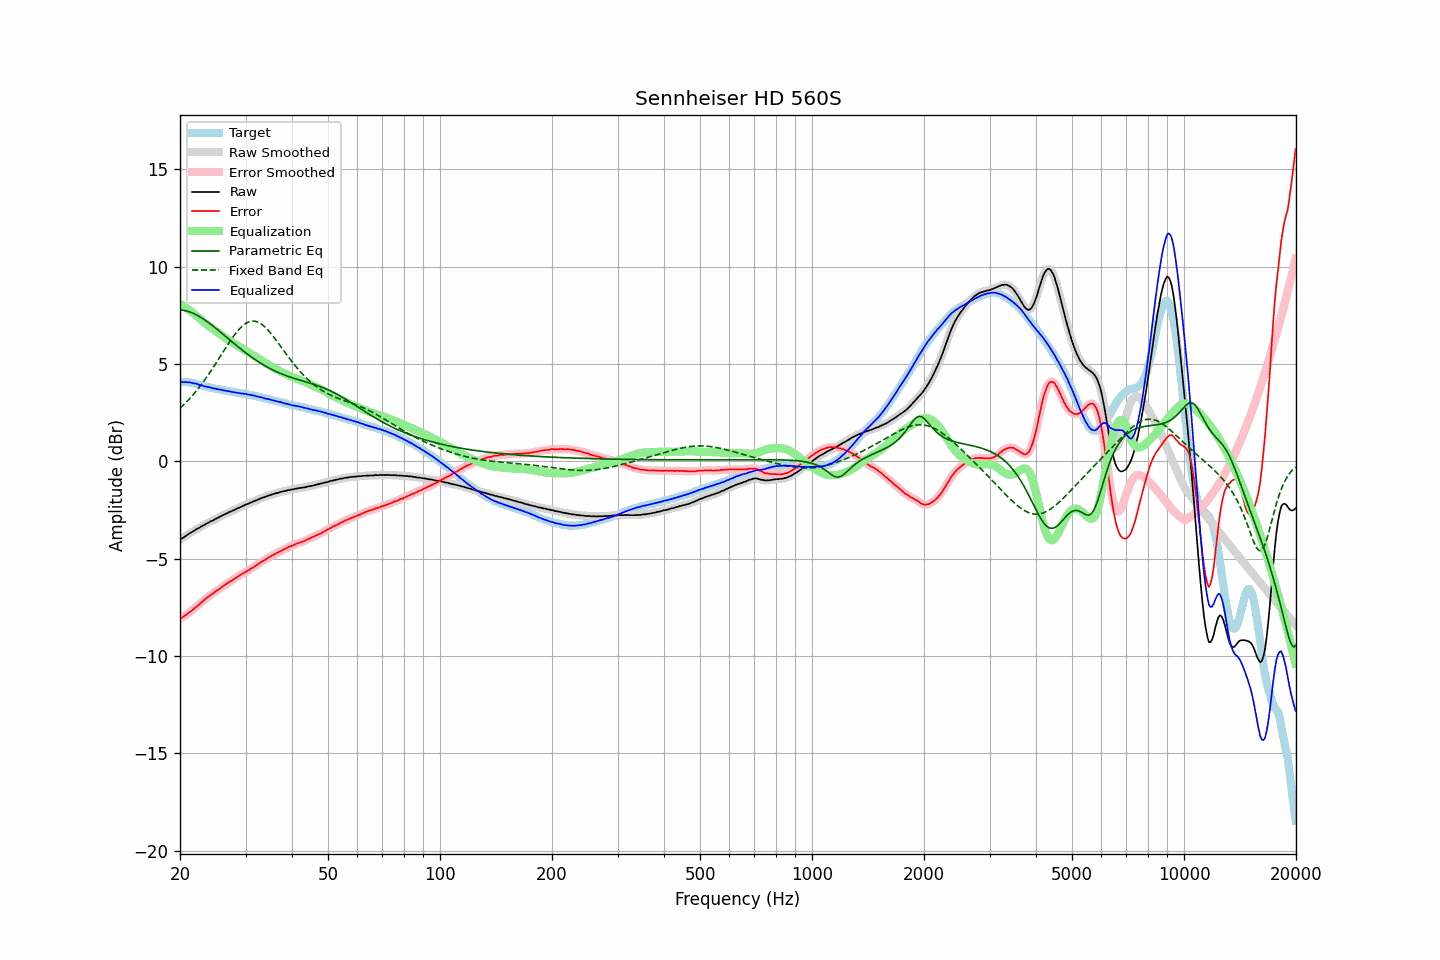 Sennheiser HD 560S
Target
Raw Smoothed
Error Smoothed
Raw
Error
Equalization
Parametric Eq
Fixed Band Eq
Equalized
Amplitude (dBr)
15
10
5
0
−5
−10
−15
−20
20 50 100 200 500 1000 2000 5000 10000 20000
Frequency (Hz)